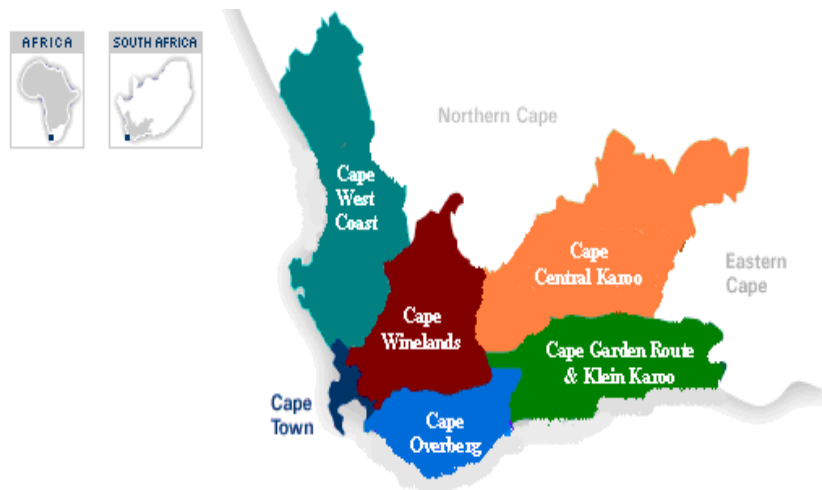 AFRICA
SOUTH AFRICA
Northern Cape
Cape
West
Coast
Cape
Central Karoo
Eastern
Cape
Cape
Winelands
Cape Garden Route
& Klein Karoo
Cape
Town
Cape
Overberg